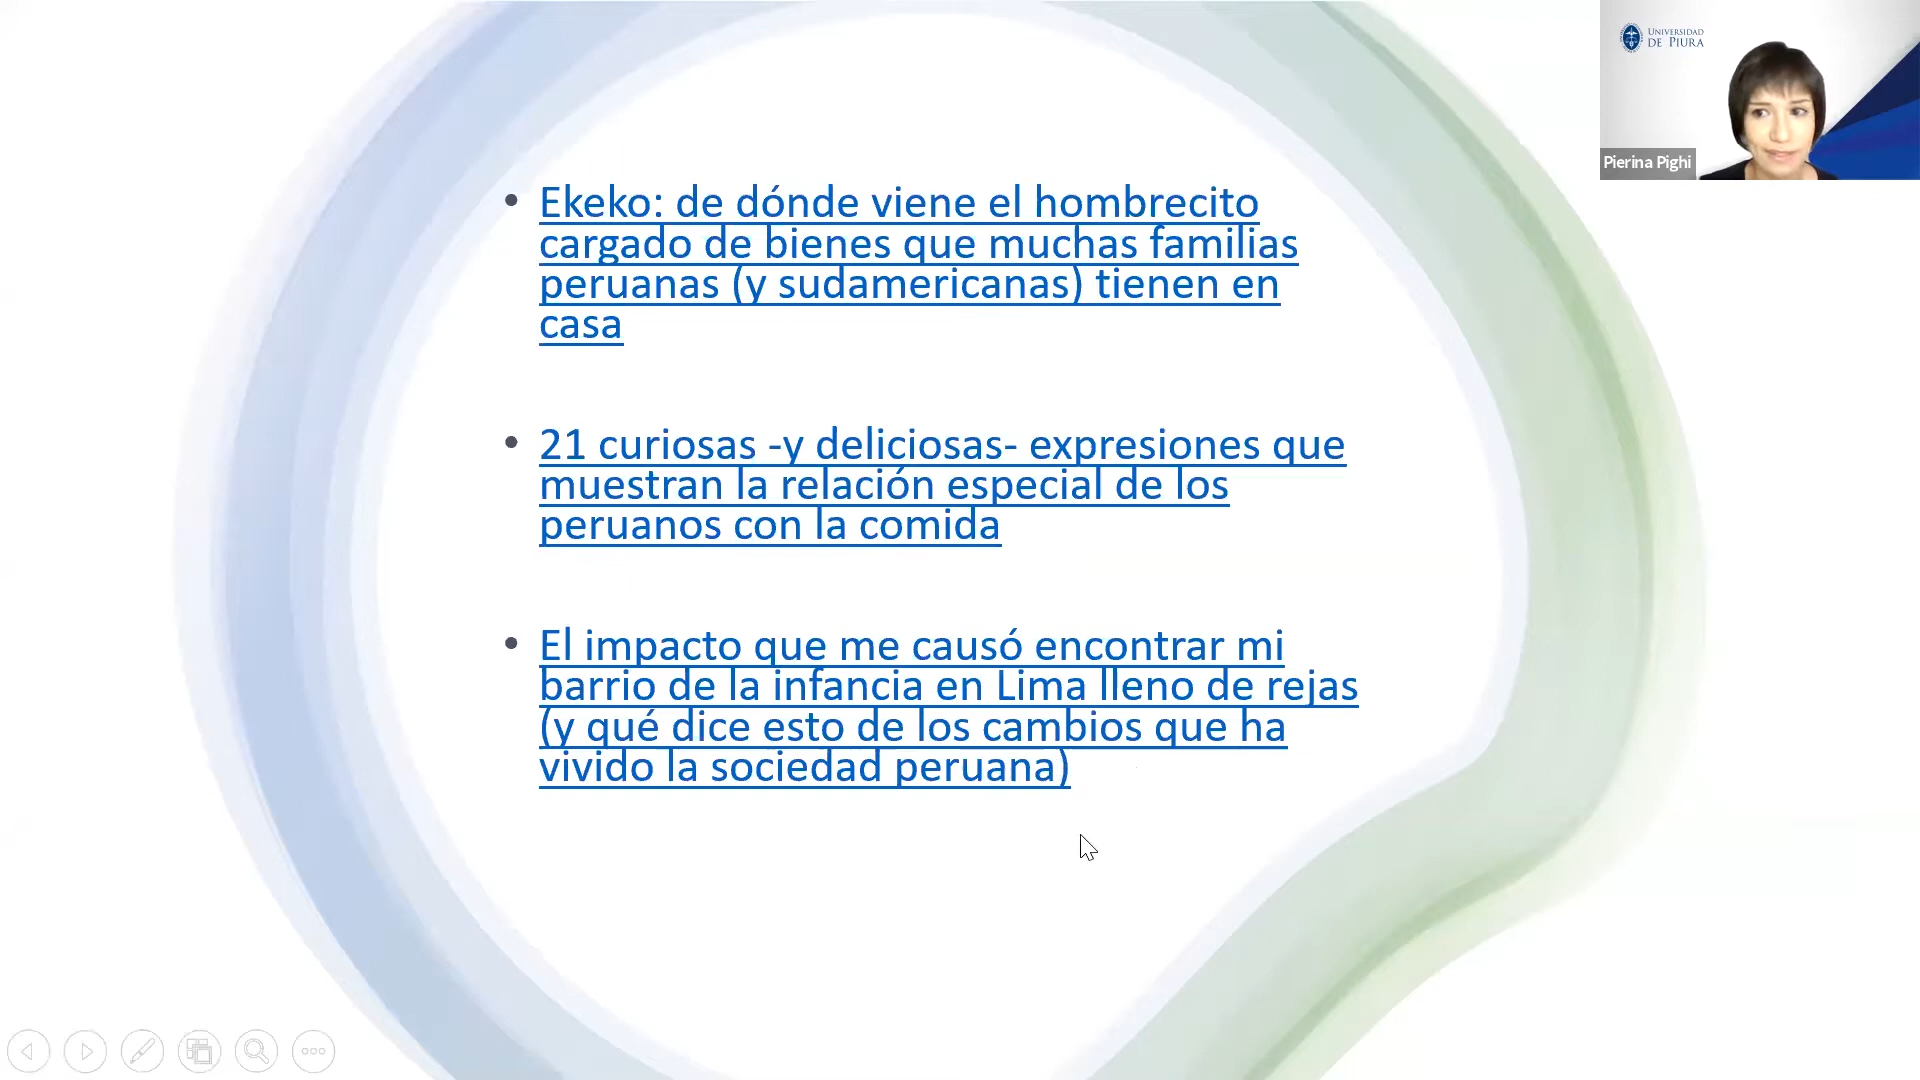 UNIVERSIDAD
DE PIURA
Pierina Pighi
• Ekeko: de dónde viene el hombrecito
cargado de bienes que muchas familias
peruanas (y sudamericanas) tienen en
casa
• 21 curiosas -y deliciosas- expresiones que
muestran la relación especial de los
peruanos con la comida
• El impacto que me causó encontrar mi
barrio de la infancia en Lima lleno de rejas
(y qué dice esto de los cambios que ha
vivido la sociedad peruana)